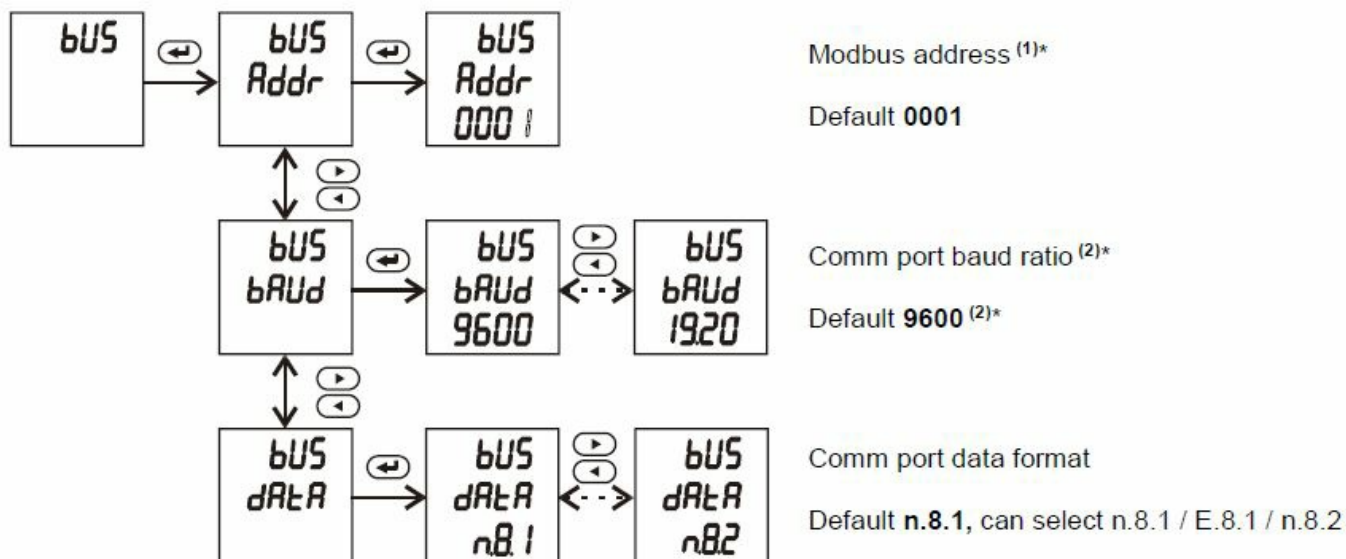 bUS
bUS
Addr
bUS
Addr
0001
Modbus address (1)*
Default 0001
bUS
bAUd
bUS
bAUd
9600
bUS
bAUd
19.20
Comm port baud ratio (2)*
Default 9600 (2)*
bUS
dAtA
bUS
dAtA
n.8.1
bUS
dAtA
n.8.2
Comm port data format
Default n.8.1, can select n.8.1 / E.8.1 / n.8.2